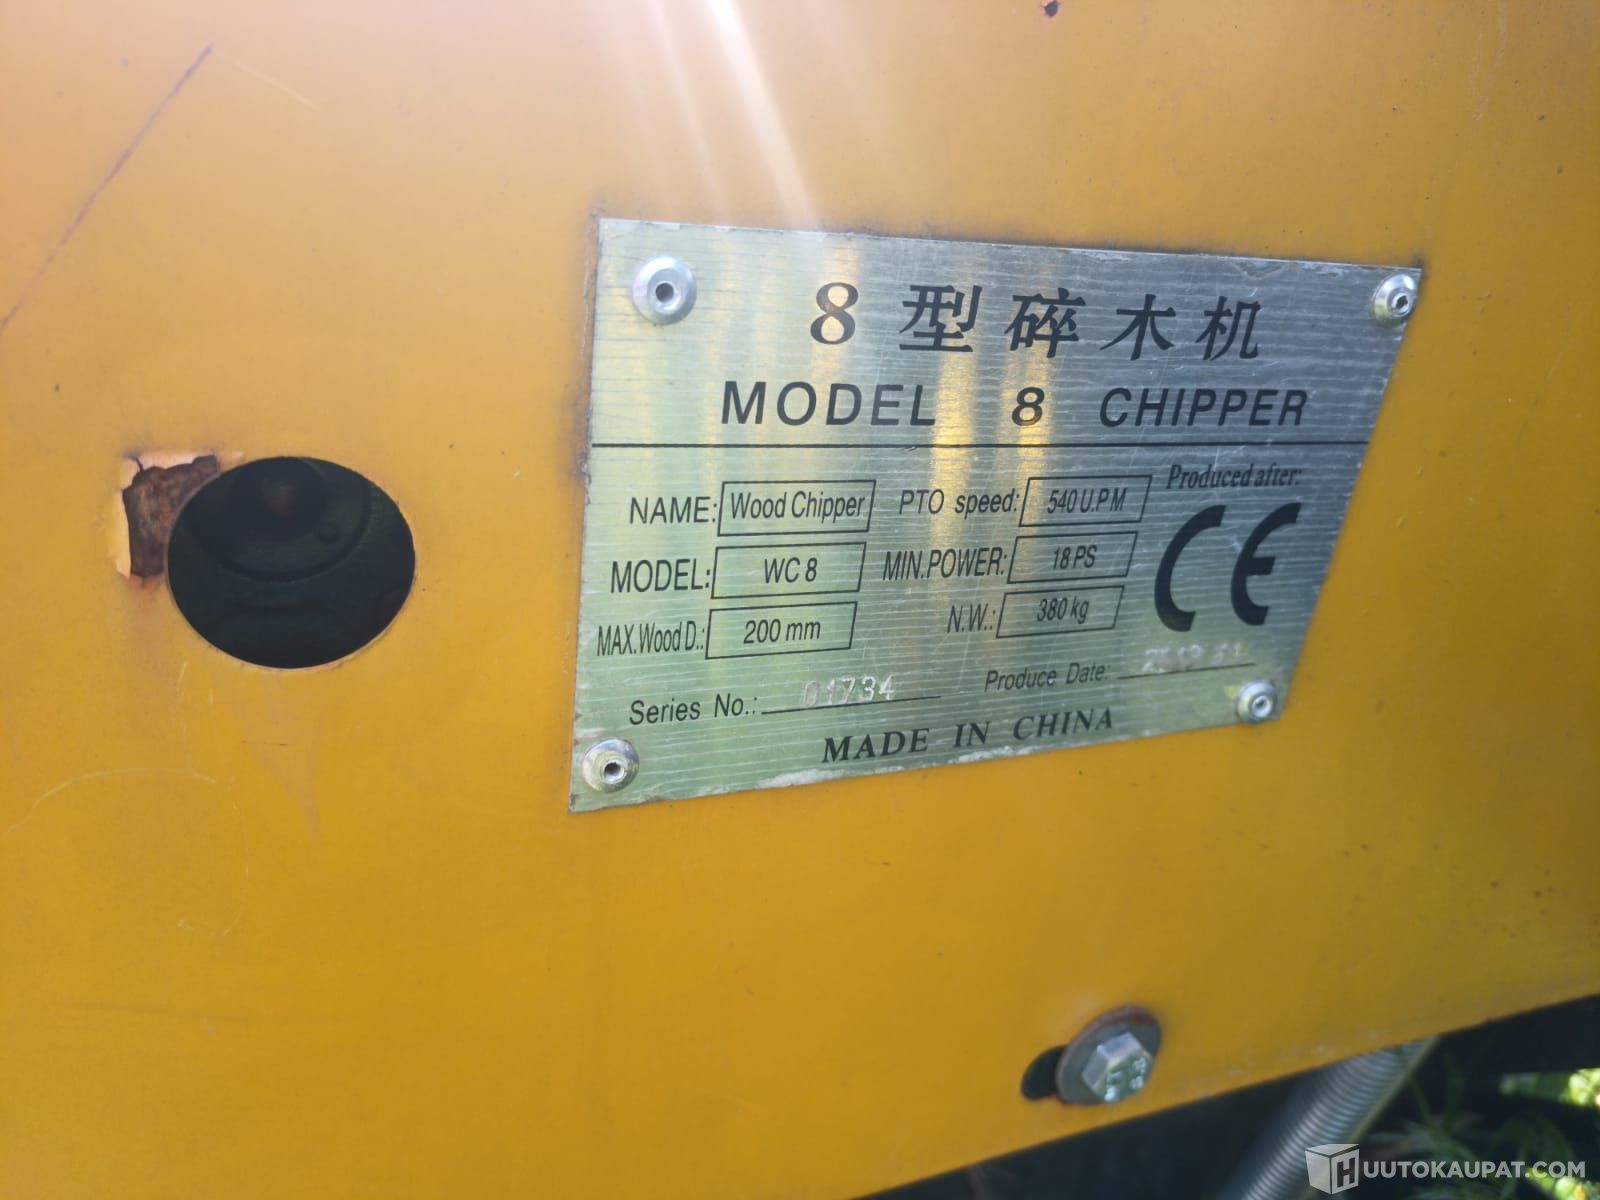 8 型碎木机
MODEL 8 CHIPPER
NAME: Wood Chipper PTO speed: 540 U.P.M Produced after:
MODEL: WC 8 MIN.POWER: 18 PS CE
MAX.Wood D.: 200 mm N.W.: 380 kg
Series No.: 01734 Produce Date:
MADE IN CHINA
8.8
HUUTOKAUPAT.COM